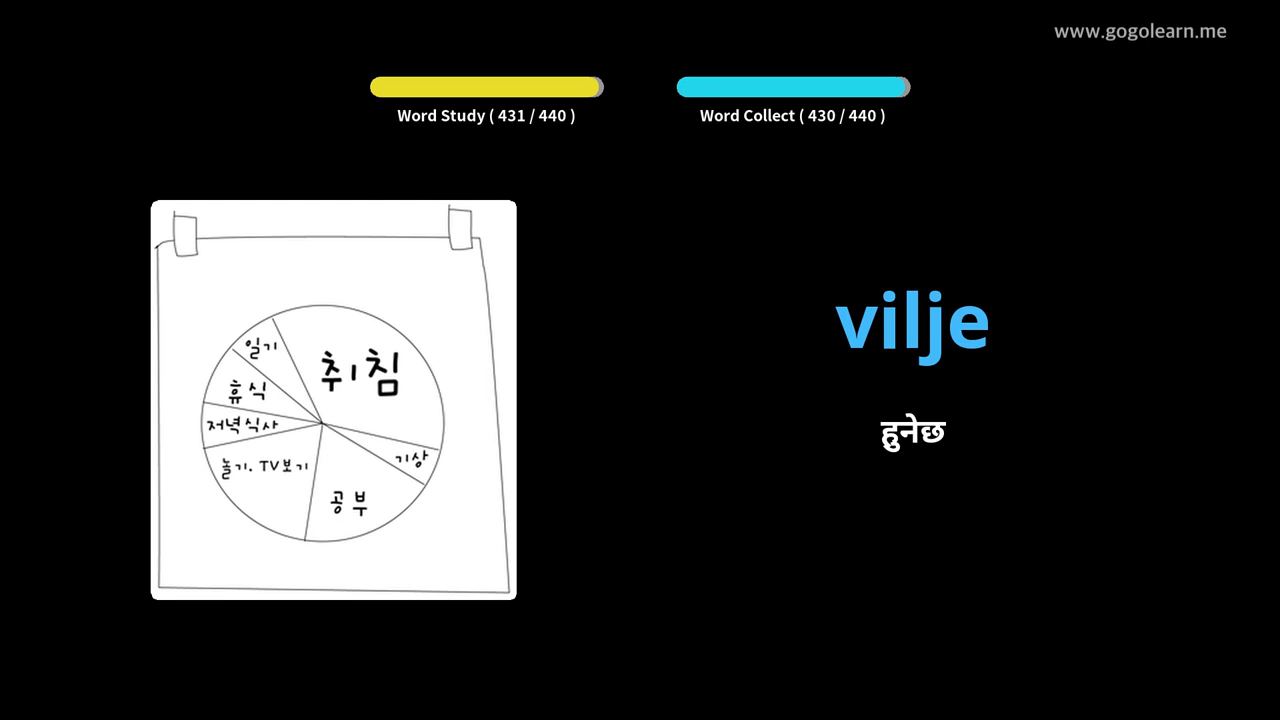 www.gogolearn.me
Word Study ( 431 / 440 )
Word Collect ( 430 / 440 )
일기
취침
휴식
저녁식사
놀기. TV보기
기상
공부
vilje
हुनेछ